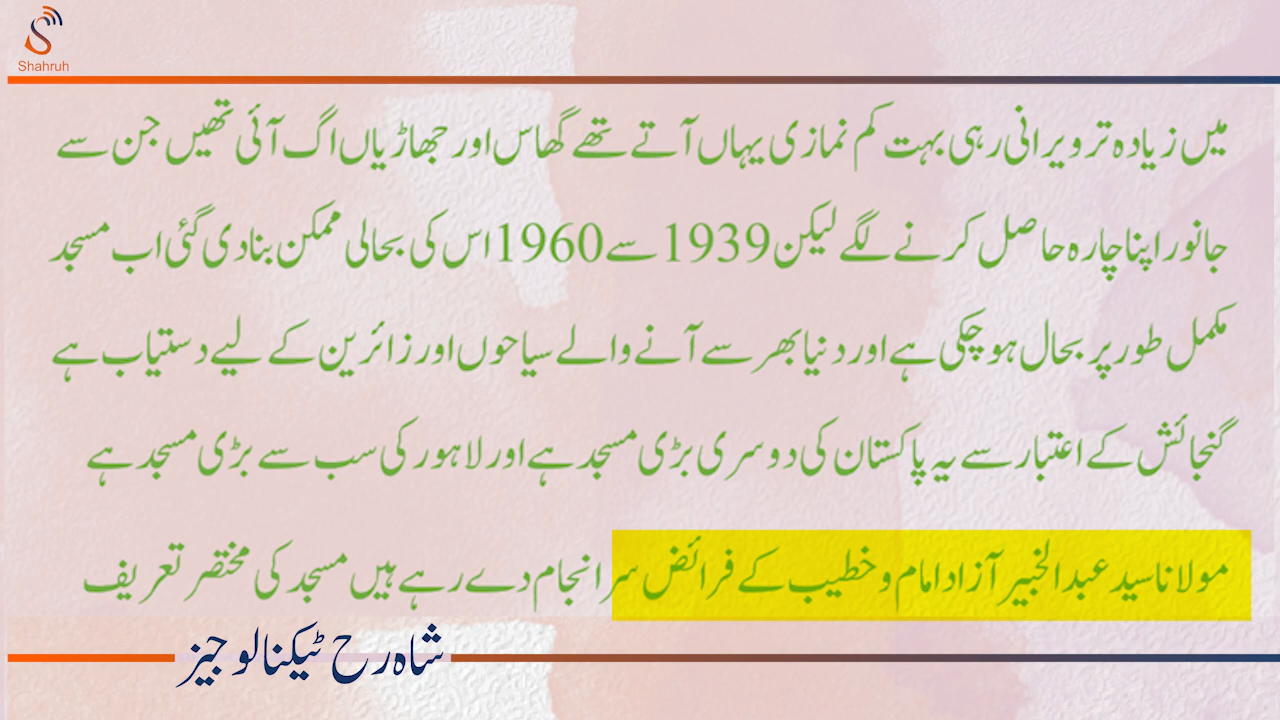 Shahruh
میں زیادہ تر ویرانی رہی بہت کم نمازی یہاں آتے تھے گھاس اور جھاڑیاں اگ آئی تھیں جن سے
جانور اپنا چارہ حاصل کرنے لگے لیکن 1939 سے 1960 اس کی بحالی ممکن بنا دی گئی اب مسجد
مکمل طور پر بحال ہو چکی ہے اور دنیا بھر سے آنے والے سیاحوں اور زائرین کے لیے دستیاب ہے
گنجائش کے اعتبار سے یہ پاکستان کی دوسری بڑی مسجد ہے اور لاہور کی سب سے بڑی مسجد ہے
مولانا سید عبدالخبیر آزاد امام و خطیب کے فرائض سر انجام دے رہے ہیں مسجد کی مختصر تعریف
شاہ رح ٹیکنالوجیز